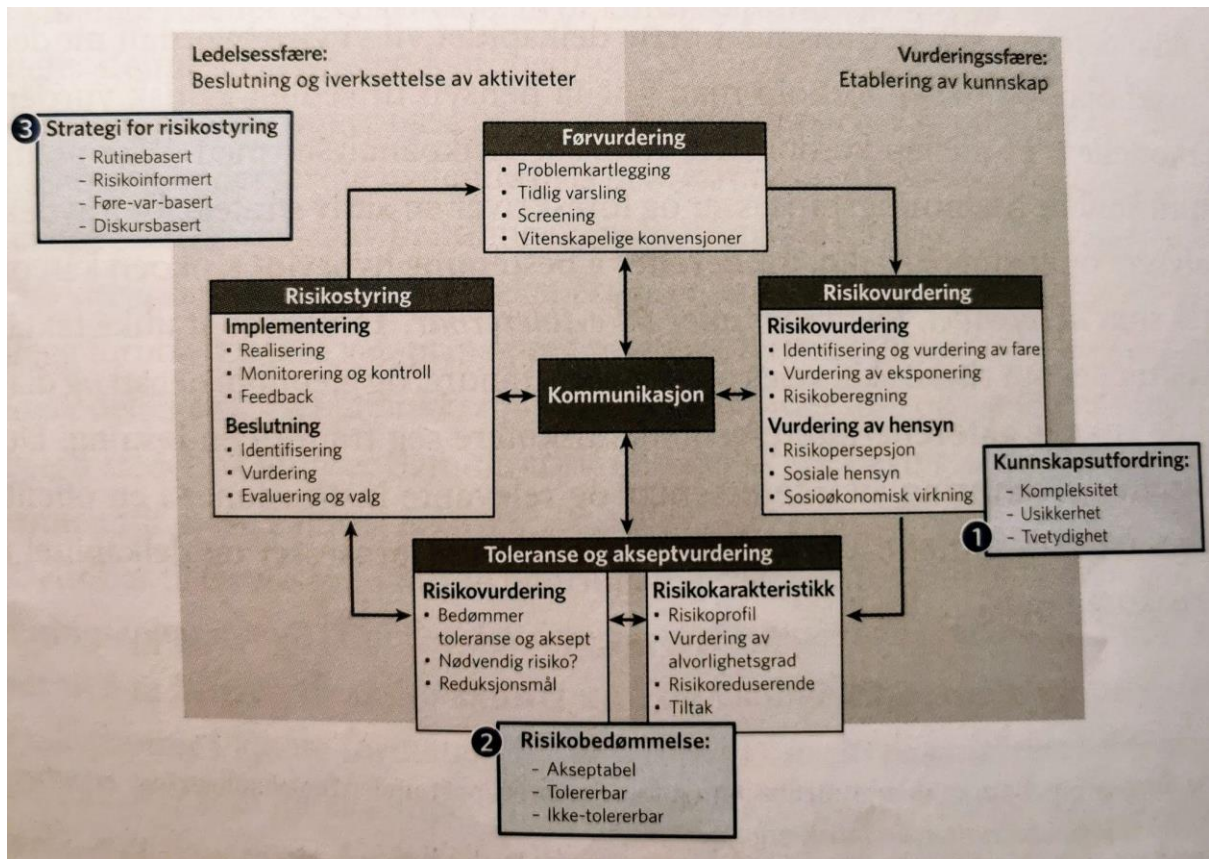 Ledelsessfære:
Beslutning og iverksettelse av aktiviteter
Vurderingssfære:
Etablering av kunnskap
3 Strategi for risikostyring
- Rutinebasert
- Risikoinformert
- Føre-var-basert
- Diskursbasert
Førvurdering
• Problemkartlegging
• Tidlig varsling
• Screening
• Vitenskapelige konvensjoner
Risikostyring
Implementering
• Realisering
• Monitorering og kontroll
• Feedback
Beslutning
• Identifisering
• Vurdering
• Evaluering og valg
Kommunikasjon
Risikovurdering
Risikovurdering
• Identifisering og vurdering av fare
• Vurdering av eksponering
• Risikoberegning
Vurdering av hensyn
• Risikopersepsjon
• Sosiale hensyn
• Sosioøkonomisk virkning
Kunnskapsutfordring:
- Kompleksitet
- Usikkerhet
1 - Tvetydighet
Toleranse og akseptvurdering
Risikovurdering
• Bedømmer
toleranse og aksept
• Nødvendig risiko?
• Reduksjonsmål
Risikokarakteristikk
• Risikoprofil
• Vurdering av
alvorlighetsgrad
• Risikoreduserende
• Tiltak
2 Risikobedømmelse:
- Akseptabel
- Tolererbar
- Ikke-tolererbar